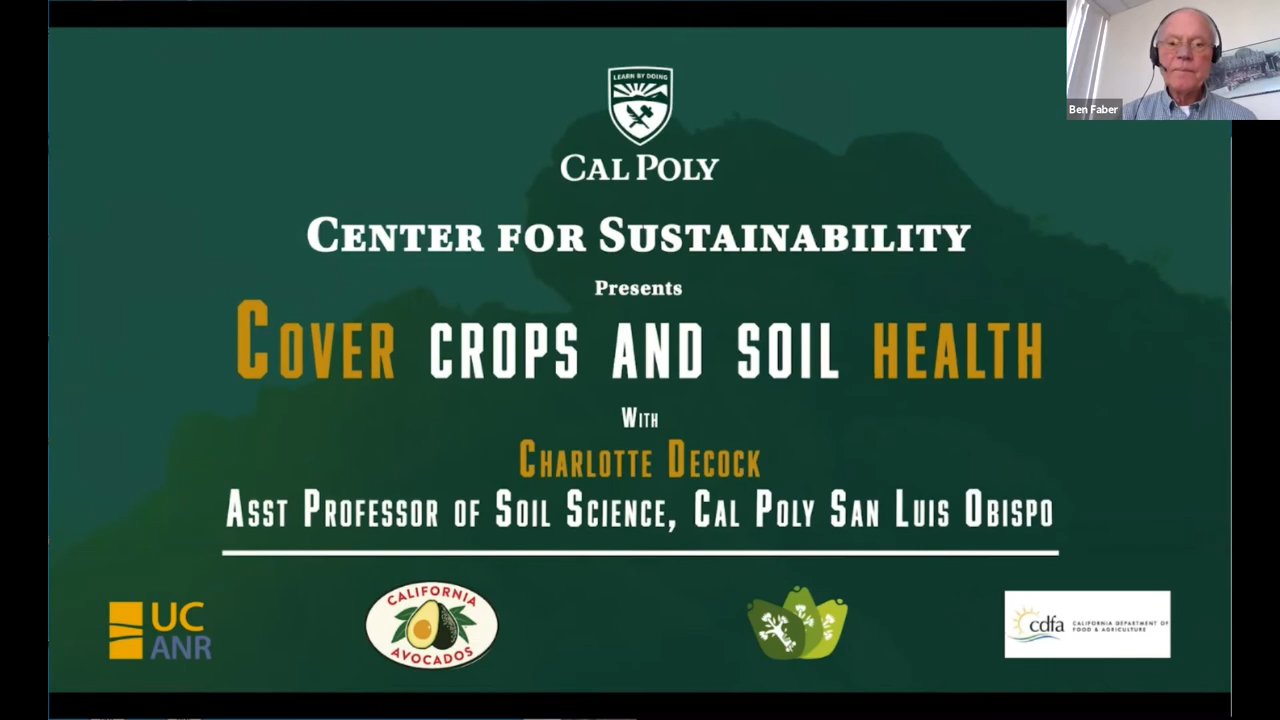 Ben Faber
LEARN BY DOING
CAL POLY
CENTER FOR SUSTAINABILITY
Presents
COVER CROPS AND SOIL HEALTH
WITH
CHARLOTTE DECOCK
ASST PROFESSOR OF SOIL SCIENCE, CAL POLY SAN LUIS OBISPO
UC
ANR
CALIFORNIA
AVOCADOS
cdfa
CALIFORNIA DEPARTMENT OF
FOOD & AGRICULTURE